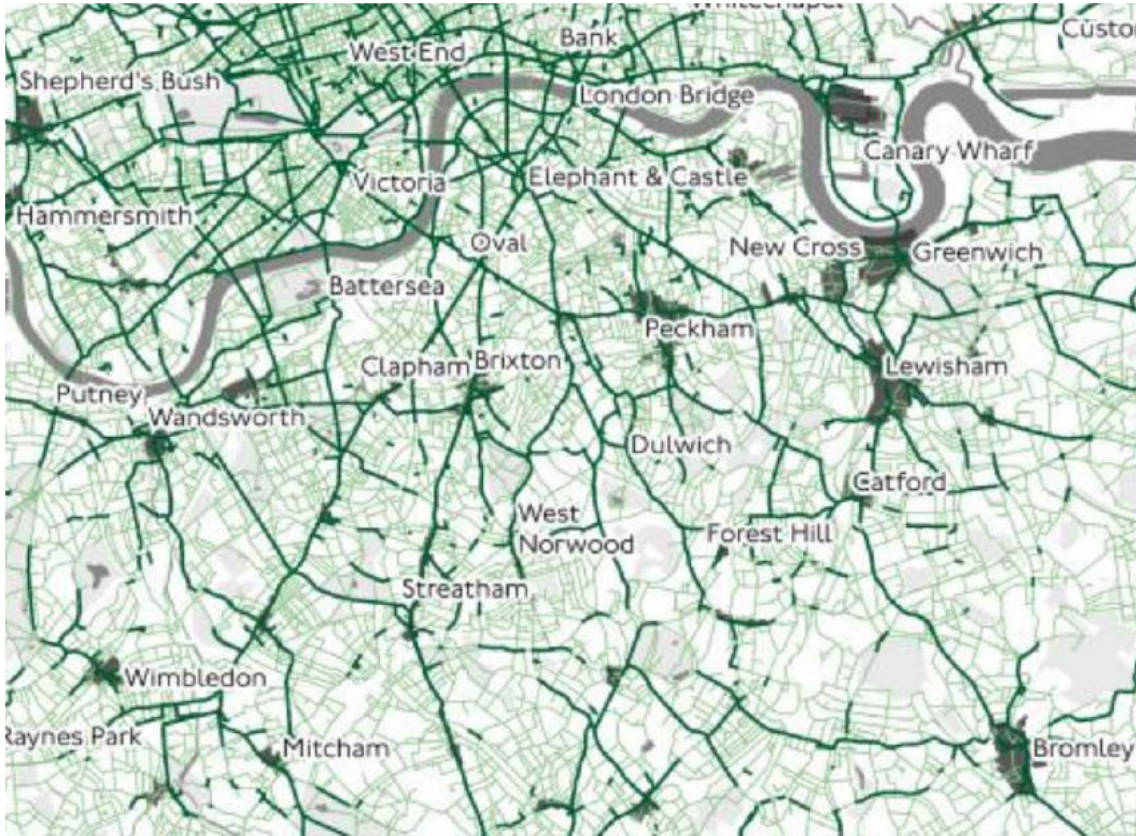 Whitechapel
Bank
Custo
West End
Shepherd's Bush
London Bridge
Canary Wharf
Victoria
Elephant & Castle
Hammersmith
Oval
New Cross
Greenwich
Battersea
Peckham
Clapham
Brixton
Lewisham
Putney
Wandsworth
Dulwich
Catford
West
Norwood
Forest Hill
Streatham
Wimbledon
Raynes Park
Mitcham
Bromley